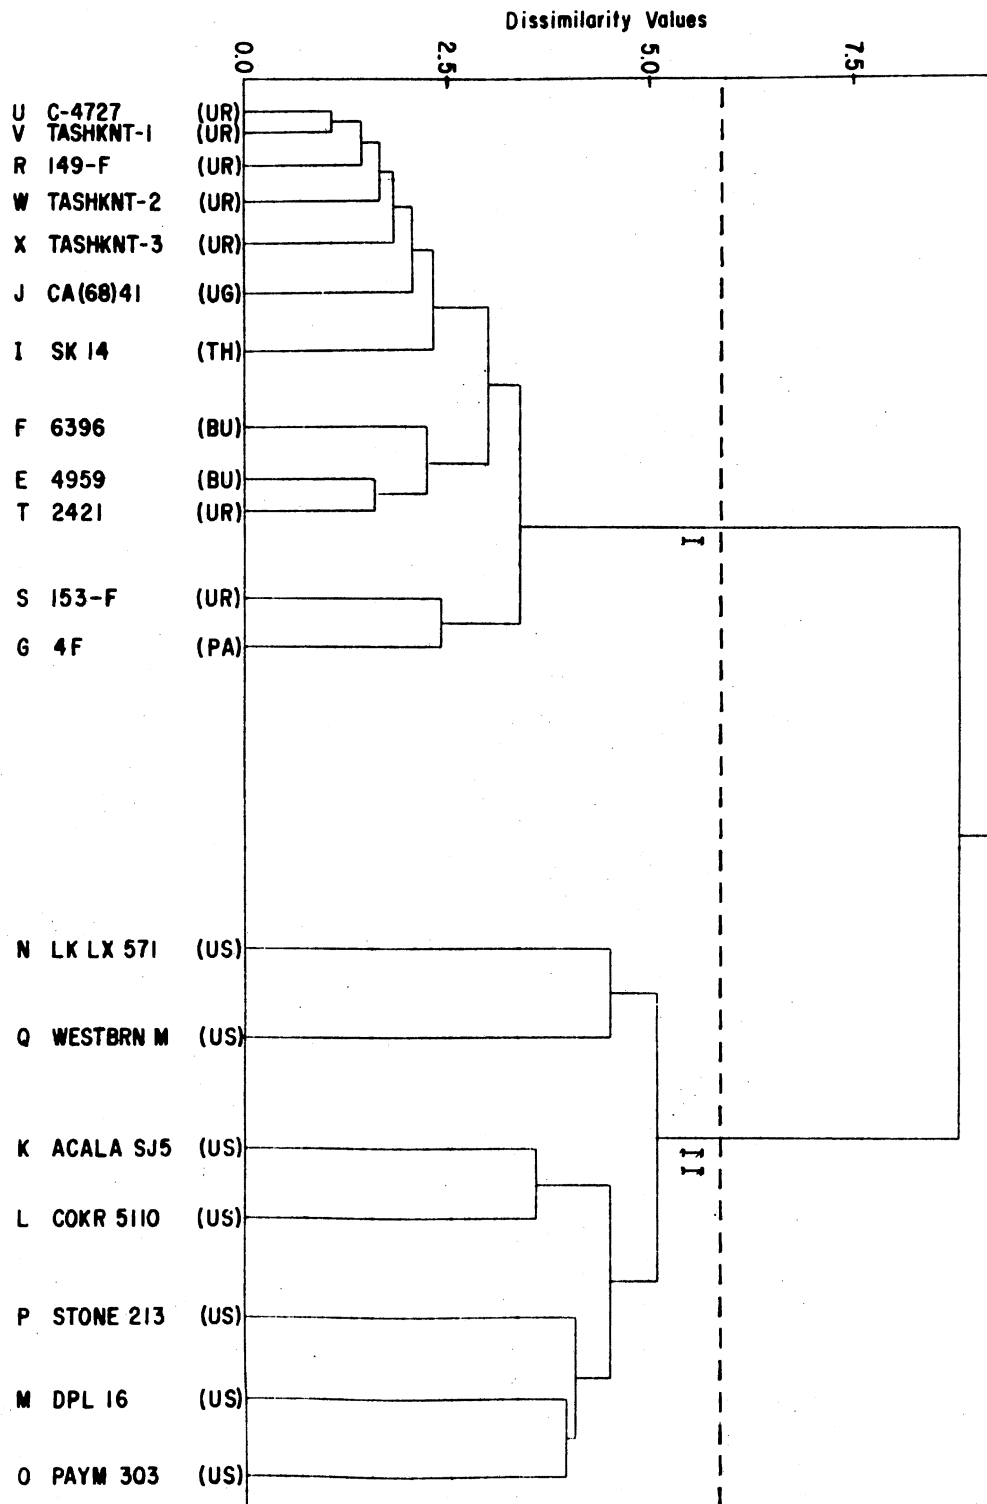 Dissimilarity Values
0.0 2.5 5.0 7.5
U C-4727 (UR)
V TASHKNT-1 (UR)
R 149-F (UR)
W TASHKNT-2 (UR)
X TASHKNT-3 (UR)
J CA(68)41 (UG)
I SK 14 (TH)
F 6396 (BU)
E 4959 (BU)
T 2421 (UR)
I
S 153-F (UR)
G 4F (PA)
N LK LX 571 (US)
Q WESTBRN M (US)
K ACALA SJ5 (US)
II
L COKR 5110 (US)
P STONE 213 (US)
M DPL 16 (US)
O PAYM 303 (US)